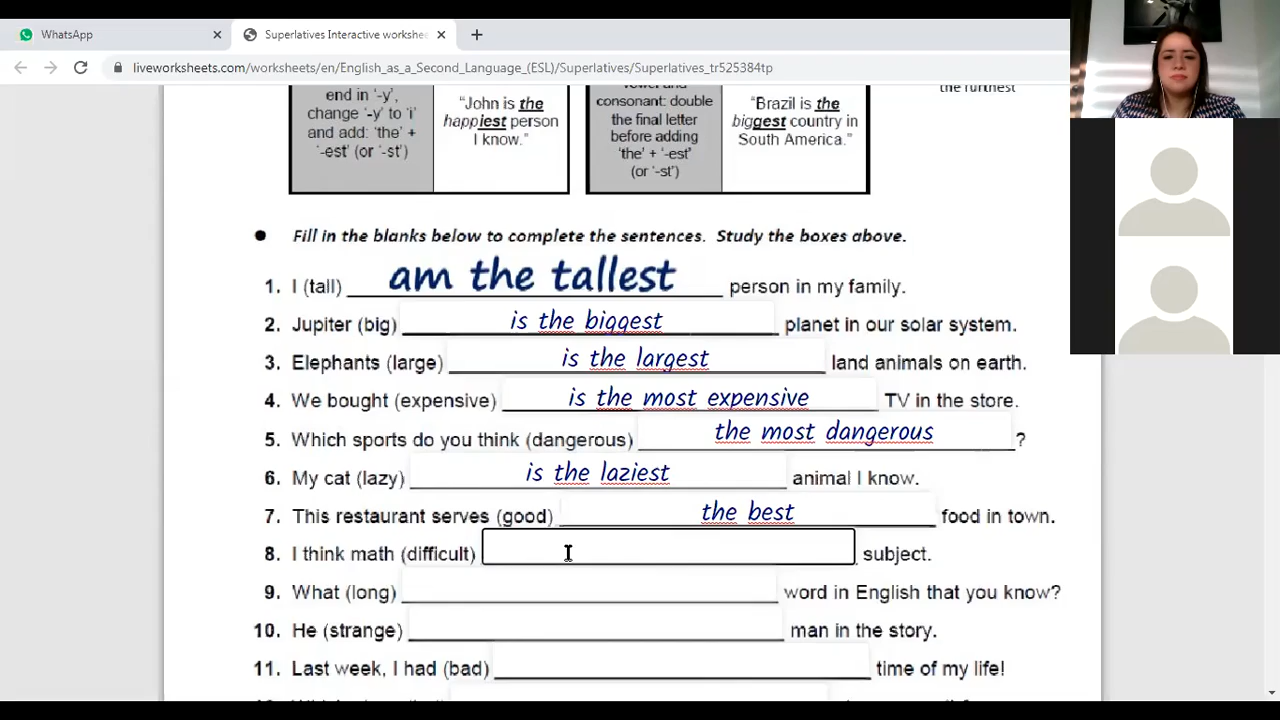 WhatsApp
Superlatives Interactive workshe
liveworksheets.com/worksheets/en/English_as_a_Second_Language_(ESL)/Superlatives/Superlatives_tr525384tp
end in '-y',
change '-y' to 'i'
and add: 'the' +
'-est' (or '-st')
"John is the
happiest person
I know."
vowel and
consonant: double
the final letter
before adding
'the' + '-est'
(or '-st')
"Brazil is the
biggest country in
South America."
the furthest
Fill in the blanks below to complete the sentences. Study the boxes above.
1. I (tall) am the tallest person in my family.
2. Jupiter (big) is the biggest planet in our solar system.
3. Elephants (large) is the largest land animals on earth.
4. We bought (expensive) is the most expensive TV in the store.
5. Which sports do you think (dangerous) the most dangerous ?
6. My cat (lazy) is the laziest animal I know.
7. This restaurant serves (good) the best food in town.
8. I think math (difficult) subject.
9. What (long) word in English that you know?
10. He (strange) man in the story.
11. Last week, I had (bad) time of my life!